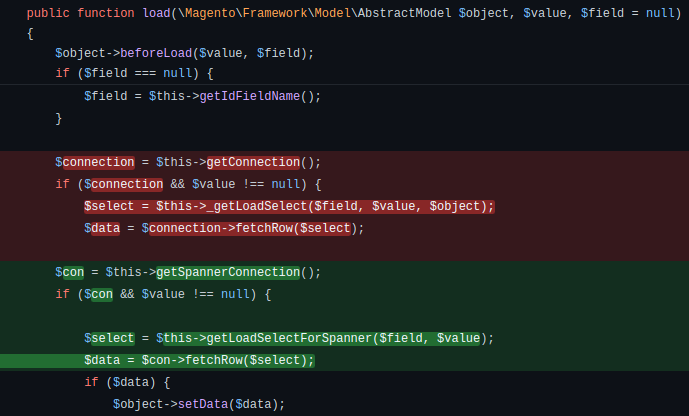 public function load(\Magento\Framework\Model\AbstractModel $object, $value, $field = null)
{
    $object->beforeLoad($value, $field);
    if ($field === null) {
        $field = $this->getIdFieldName();
    }
    $connection = $this->getConnection();
    if ($connection && $value !== null) {
        $select = $this->_getLoadSelect($field, $value, $object);
        $data = $connection->fetchRow($select);
    $con = $this->getSpannerConnection();
    if ($con && $value !== null) {
        $select = $this->getLoadSelectForSpanner($field, $value);
        $data = $con->fetchRow($select);
        if ($data) {
            $object->setData($data);